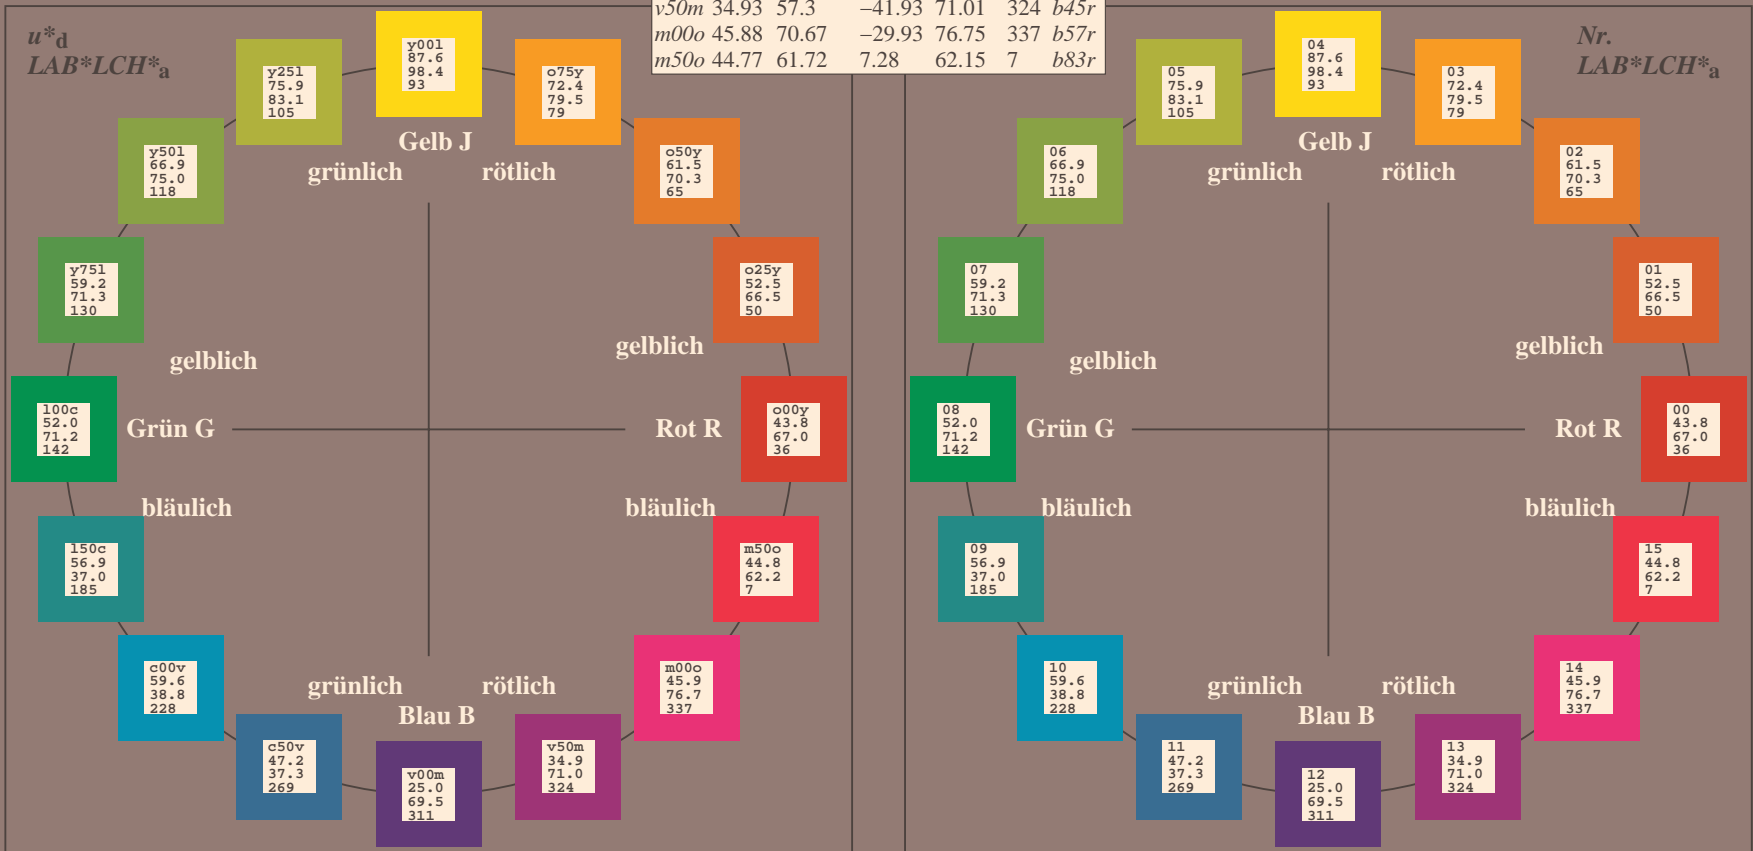 v50m 34.93 57.3 −41.93 71.01 324 b45r
m00o 45.88 70.67 −29.93 76.75 337 b57r
m50o 44.77 61.72 7.28 62.15 7 b83r
u*d
LAB*LCH*a
y00l
87.6
98.4
93
y25l
75.9
83.1
105
o75y
72.4
79.5
79
Gelb J
grünlich rötlich
y50l
66.9
75.0
118
o50y
61.5
70.3
65
y75l
59.2
71.3
130
o25y
52.5
66.5
50
gelblich
gelblich
l00c
52.0
71.2
142
Grün G
Rot R
o00y
43.8
67.0
36
bläulich
bläulich
l50c
56.9
37.0
185
m50o
44.8
62.2
7
c00v
59.6
38.8
228
m00o
45.9
76.7
337
grünlich rötlich
Blau B
c50v
47.2
37.3
269
v00m
25.0
69.5
311
v50m
34.9
71.0
324
Nr.
LAB*LCH*a
04
87.6
98.4
93
05
75.9
83.1
105
03
72.4
79.5
79
Gelb J
grünlich rötlich
06
66.9
75.0
118
02
61.5
70.3
65
07
59.2
71.3
130
01
52.5
66.5
50
gelblich
gelblich
08
52.0
71.2
142
Grün G
Rot R
00
43.8
67.0
36
bläulich
bläulich
09
56.9
37.0
185
15
44.8
62.2
7
10
59.6
38.8
228
14
45.9
76.7
337
grünlich rötlich
Blau B
11
47.2
37.3
269
12
25.0
69.5
311
13
34.9
71.0
324